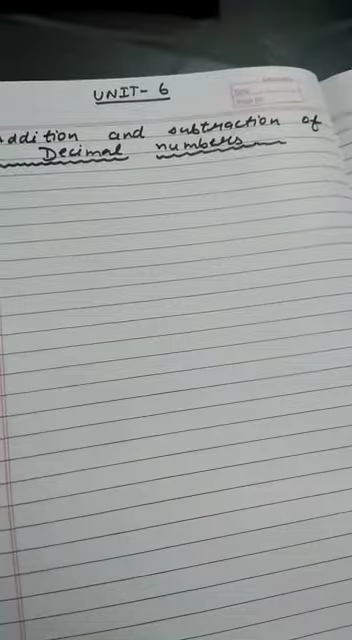 UNIT- 6
ddition and subtraction of
Decimal numbers